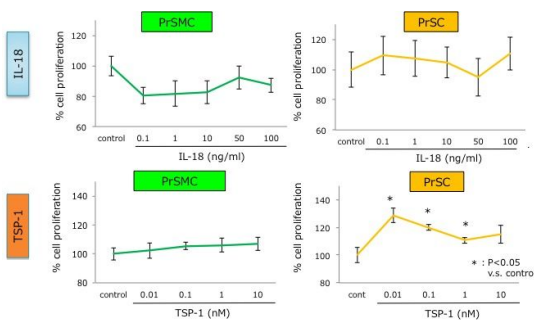 IL-18
PrSMC
% cell proliferation
120
100
80
60
control 0.1 1 10 50 100
IL-18 (ng/ml)
PrSC
% cell proliferation
120
100
80
60
control 0.1 1 10 50 100
IL-18 (ng/ml)
TSP-1
PrSMC
% cell proliferation
140
120
100
80
control 0.01 0.1 1 10
TSP-1 (nM)
PrSC
% cell proliferation
140
120
100
80
* * *
* : P<0.05
v.s. contro
cont 0.01 0.1 1 10
TSP-1 (nM)